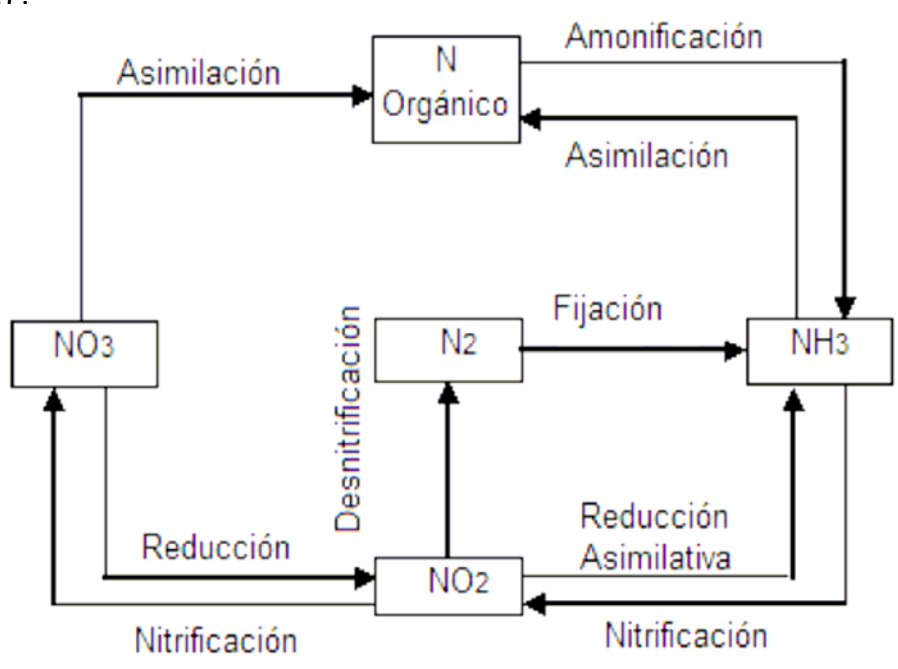 Amonificación
Asimilación
N
Orgánico
Asimilación
Fijación
NO3
N2
NH3
Desnitrificación
Reducción
Reducción
Asimilativa
NO2
Nitrificación
Nitrificación